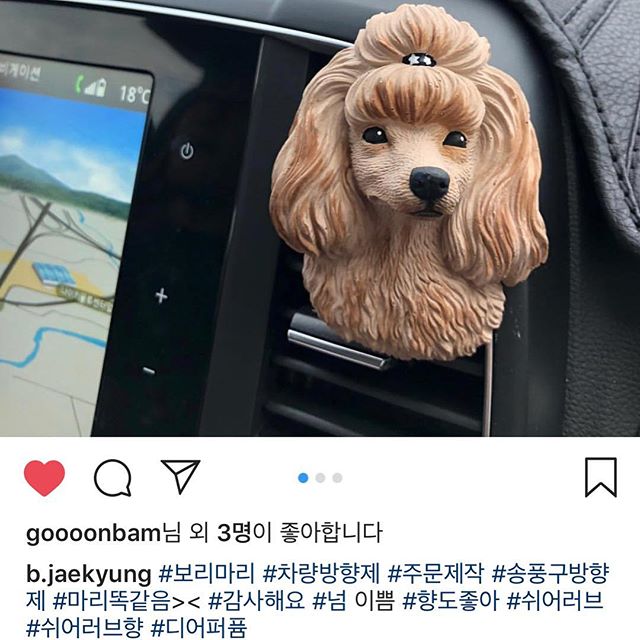 비게이션
18°C
+
-
goooonbam님 외 3명이 좋아합니다
b.jaekyung #보리마리 #차량방향제 #주문제작 #송풍구방향
제 #마리똑같음>< #감사해요 #넘 이쁨 #향도좋아 #쉬어러브
#쉬어러브향 #디어퍼퓸